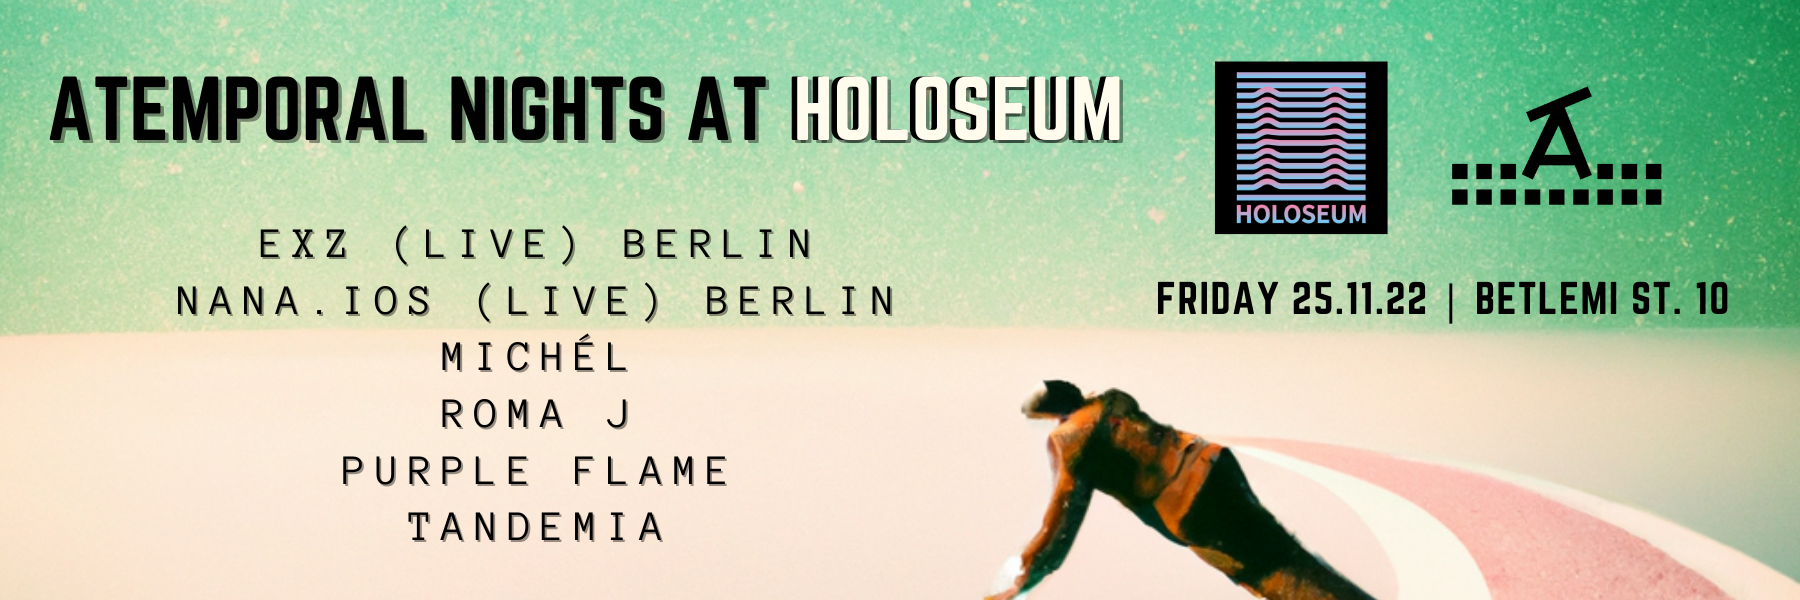 ATEMPORAL NIGHTS AT HOLOSEUM
EXZ (LIVE) BERLIN
NANA.IOS (LIVE) BERLIN
MICHÉL
ROMA J
PURPLE FLAME
TANDEMIA
HOLOSEUM
A
FRIDAY 25.11.22 | BETLEMI ST. 10